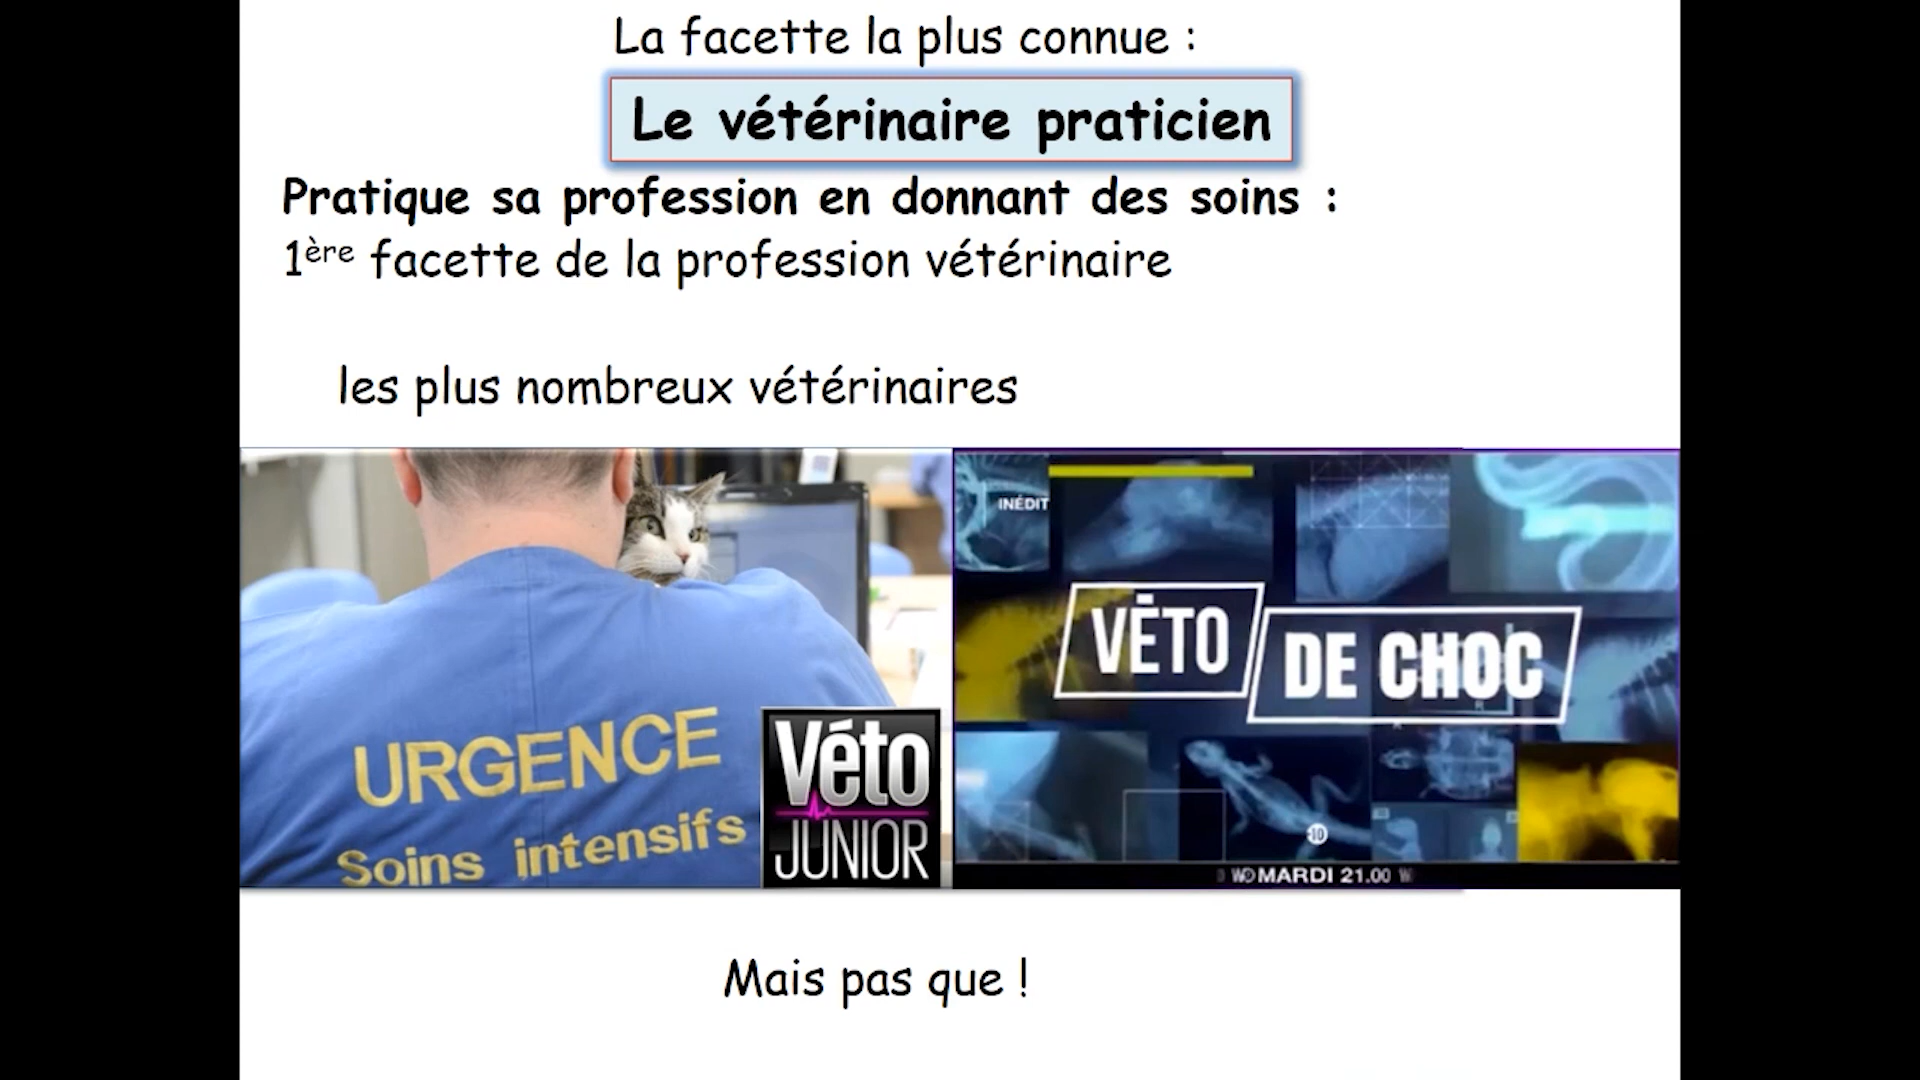 La facette la plus connue :
Le vétérinaire praticien
Pratique sa profession en donnant des soins :
1ère facette de la profession vétérinaire
les plus nombreux vétérinaires
URGENCE
Soins intensifs
Véto
JUNIOR
INÉDIT
VÉTO
DE CHOC
-10
MARDI 21.00
Mais pas que !